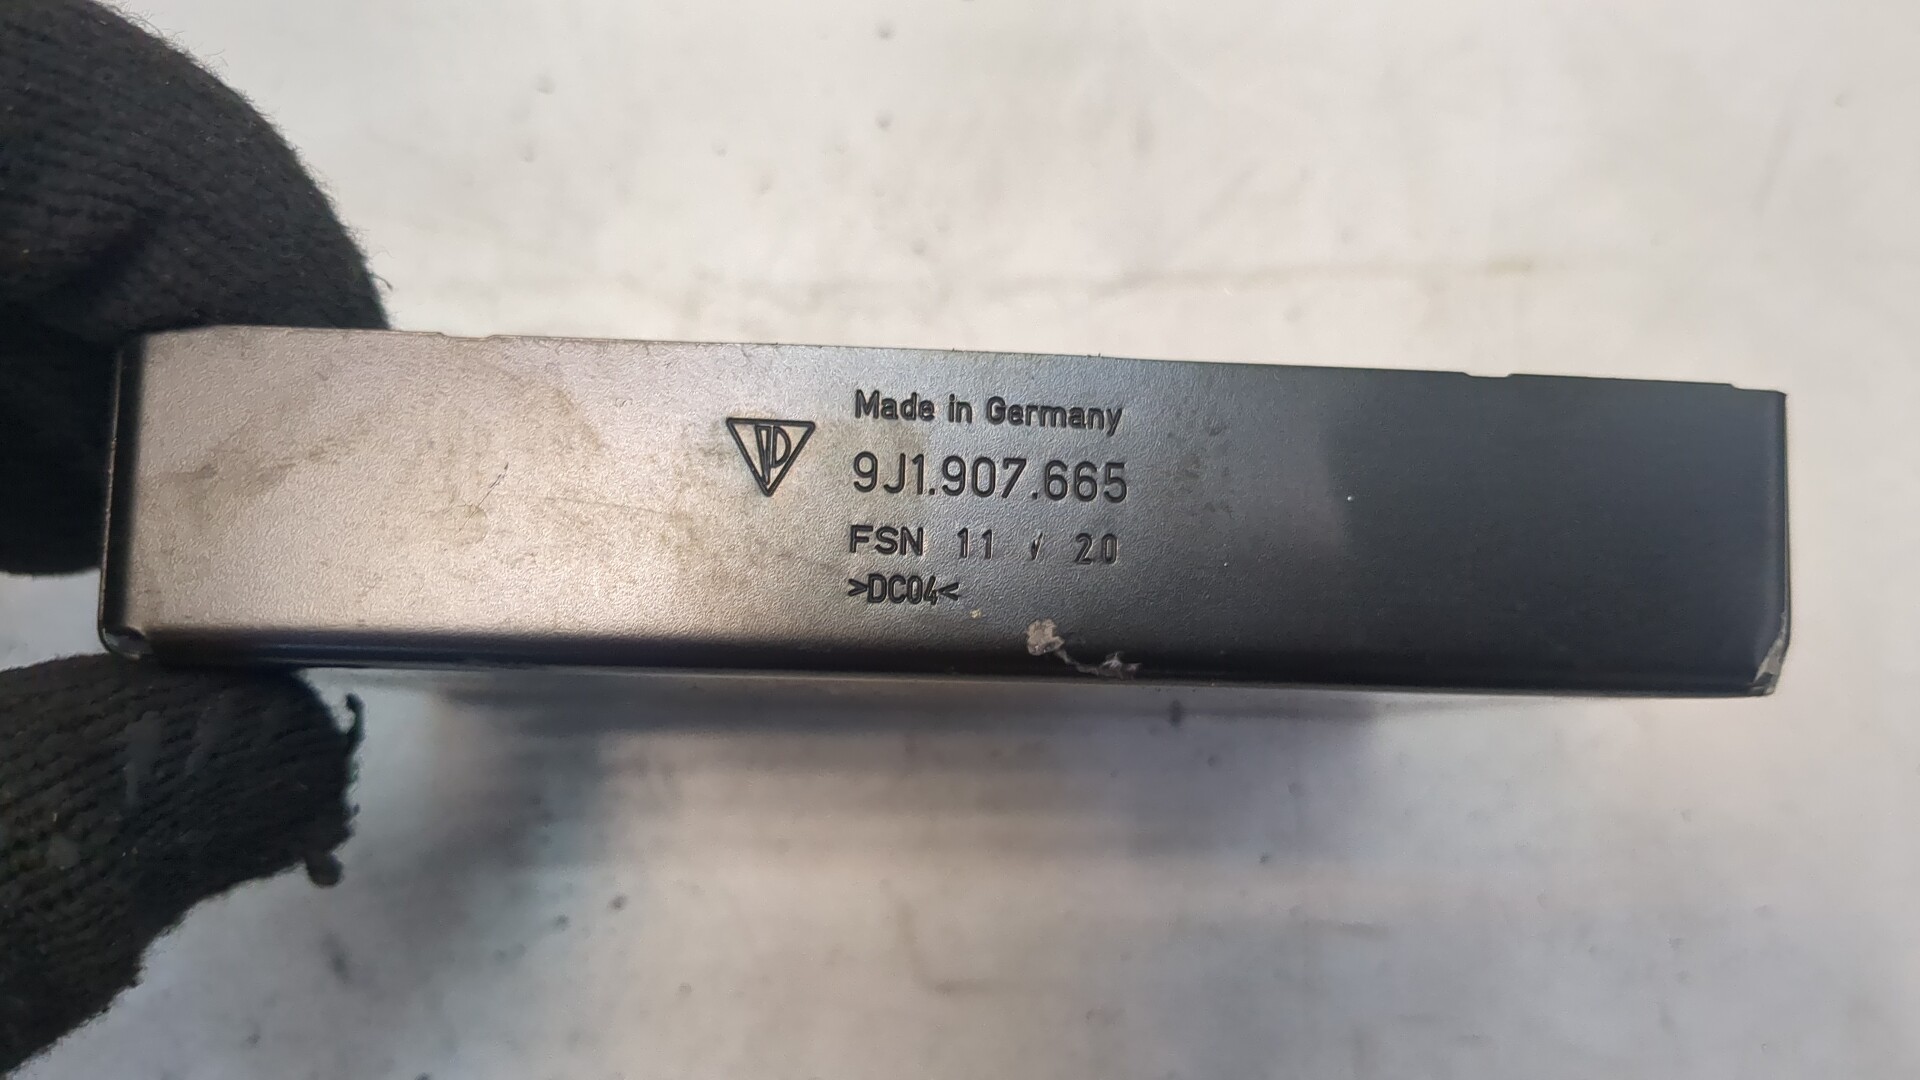 Made in Germany
9J1.907.665
FSN 11 20
>DC04<